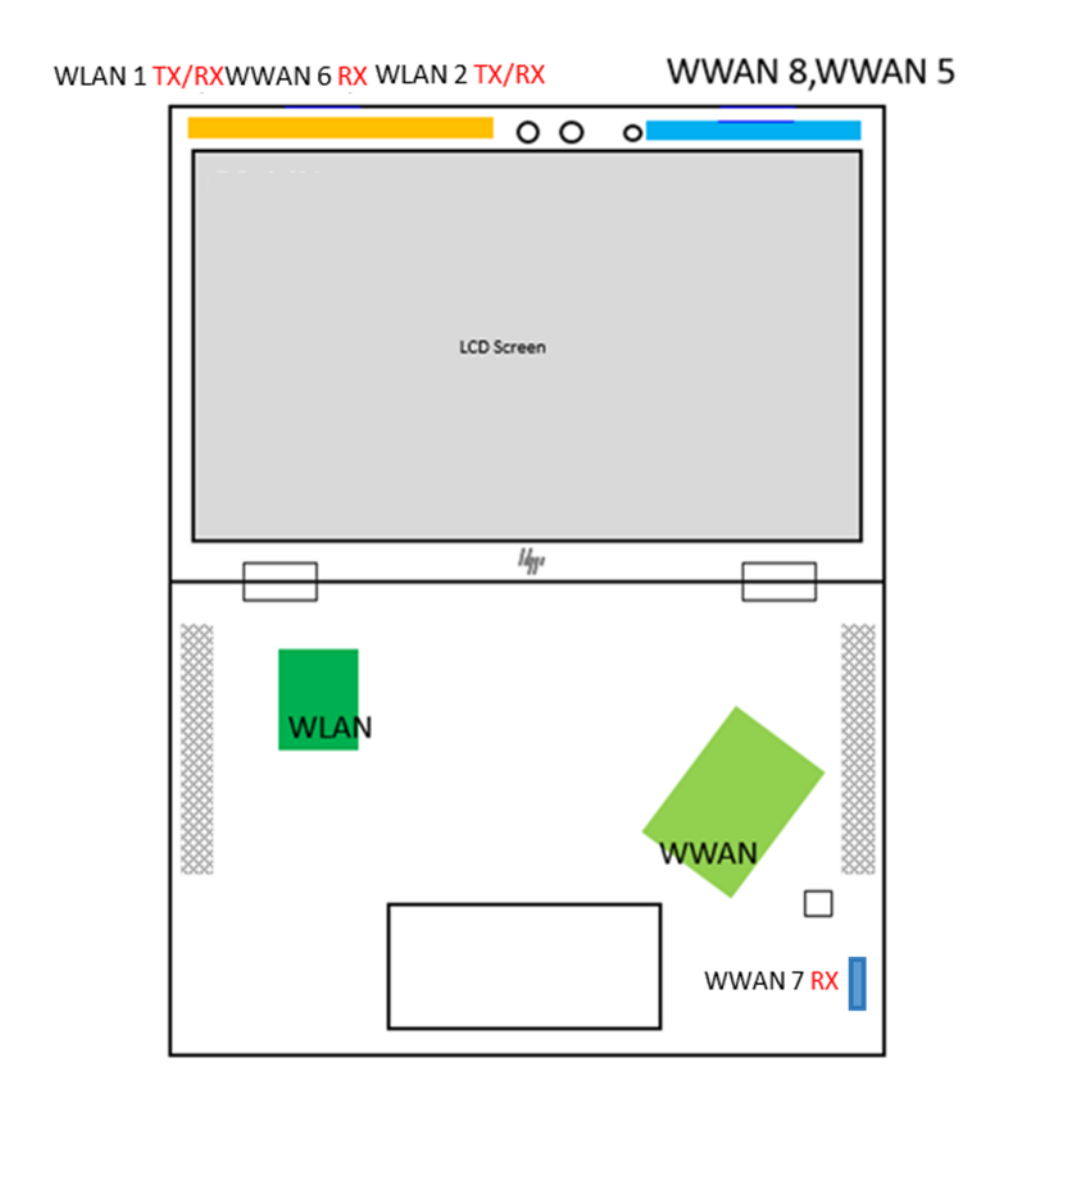 WLAN 1 TX/RXWWAN 6 RX WLAN 2 TX/RX
WWAN 8,WWAN 5
LCD Screen
WLAN
WWAN
WWAN 7 RX